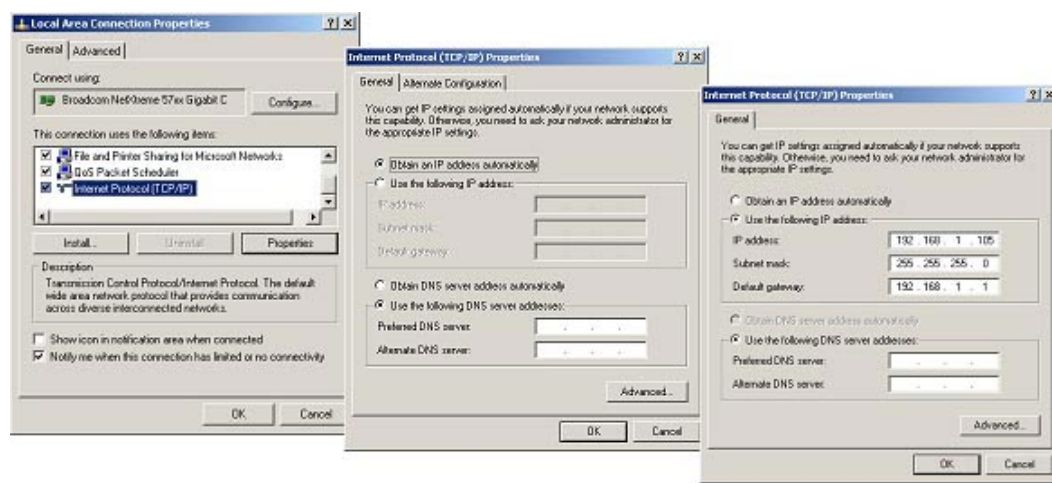 Local Area Connection Properties
General
Advanced
Connect using:
Broadcom NetXtreme 57xx Gigabit C
Configure...
This connection uses the following items:
File and Printer Sharing for Microsoft Networks
QoS Packet Scheduler
Internet Protocol (TCP/IP)
Install...
Uninstall
Properties
Description
Transmission Control Protocol/Internet Protocol. The default
wide area network protocol that provides communication
across diverse interconnected networks.
Show icon in notification area when connected
Notify me when this connection has limited or no connectivity
OK
Cancel
Internet Protocol (TCP/IP) Properties
General
Alternate Configuration
You can get IP settings assigned automatically if your network supports
this capability. Otherwise, you need to ask your network administrator for
the appropriate IP settings.
Obtain an IP address automatically
Use the following IP address:
IP address:
Subnet mask:
Default gateway:
Obtain DNS server address automatically
Use the following DNS server addresses:
Preferred DNS server:
Alternate DNS server:
Advanced...
OK
Cancel
Internet Protocol (TCP/IP) Properties
General
You can get IP settings assigned automatically if your network supports
this capability. Otherwise, you need to ask your network administrator for
the appropriate IP settings.
Obtain an IP address automatically
Use the following IP address:
IP address: 192 . 168 . 1 . 105
Subnet mask: 255 . 255 . 255 . 0
Default gateway: 192 . 168 . 1 . 1
Obtain DNS server address automatically
Use the following DNS server addresses:
Preferred DNS server:
Alternate DNS server:
Advanced...
OK
Cancel